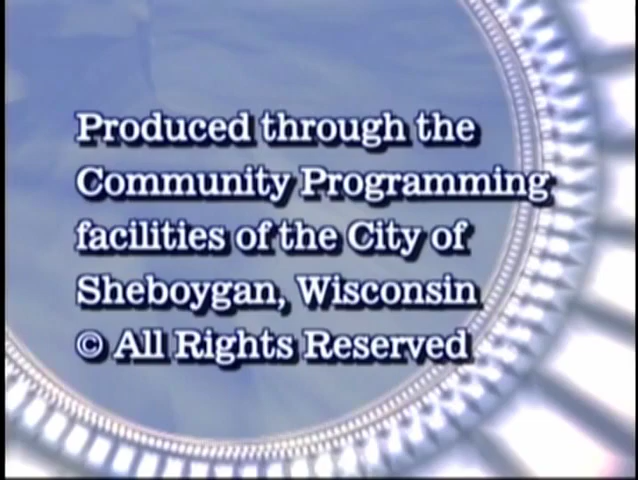 Produced through the
Community Programming
facilities of the City of
Sheboygan, Wisconsin
© All Rights Reserved